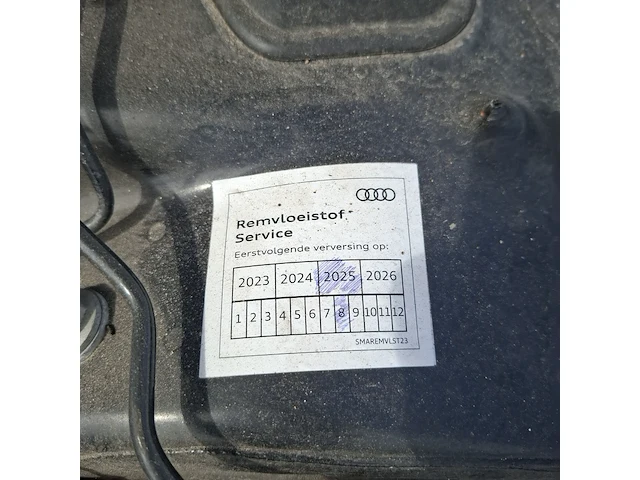 Remvloeistof
Service
Eerstvolgende verversing op:
2023 2024 2025 2026
1 2 3 4 5 6 7 8 9 10 11 12
SMAREMVLST23